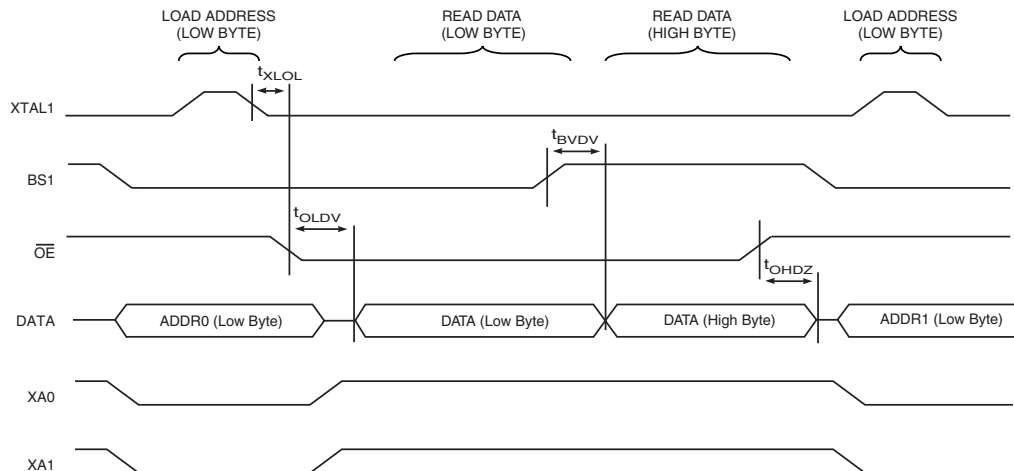 LOAD ADDRESS
(LOW BYTE)
READ DATA
(LOW BYTE)
READ DATA
(HIGH BYTE)
LOAD ADDRESS
(LOW BYTE)
tXLOL
XTAL1
tBVDV
BS1
tOLDV
OE
tOHDZ
DATA
ADDR0 (Low Byte)
DATA (Low Byte)
DATA (High Byte)
ADDR1 (Low Byte)
XA0
XA1